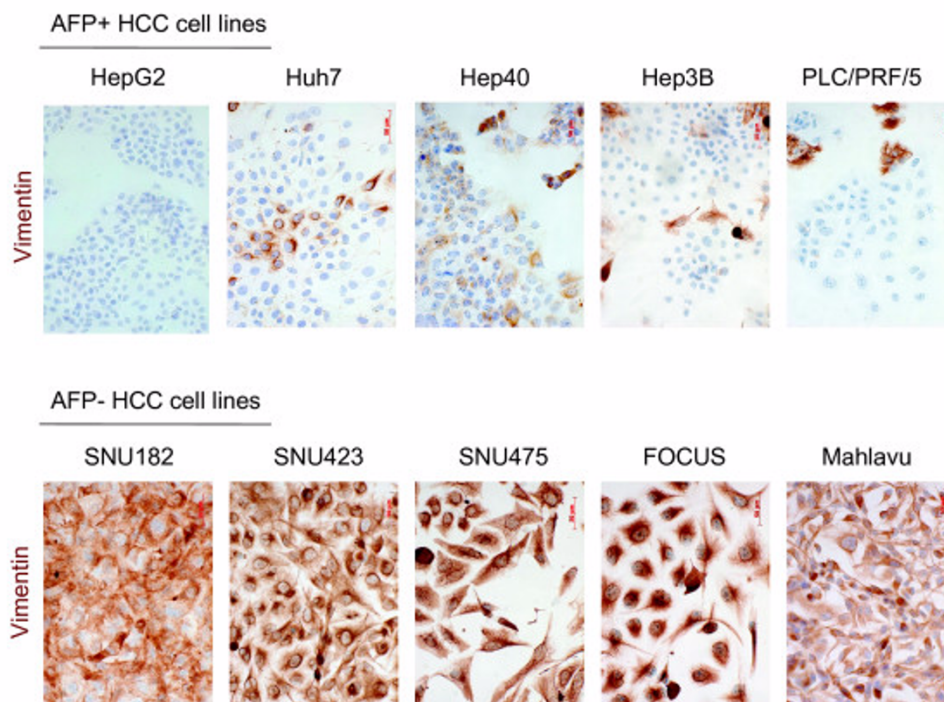 AFP+ HCC cell lines
HepG2 Huh7 Hep40 Hep3B PLC/PRF/5
Vimentin
AFP- HCC cell lines
SNU182 SNU423 SNU475 FOCUS Mahlavu
Vimentin